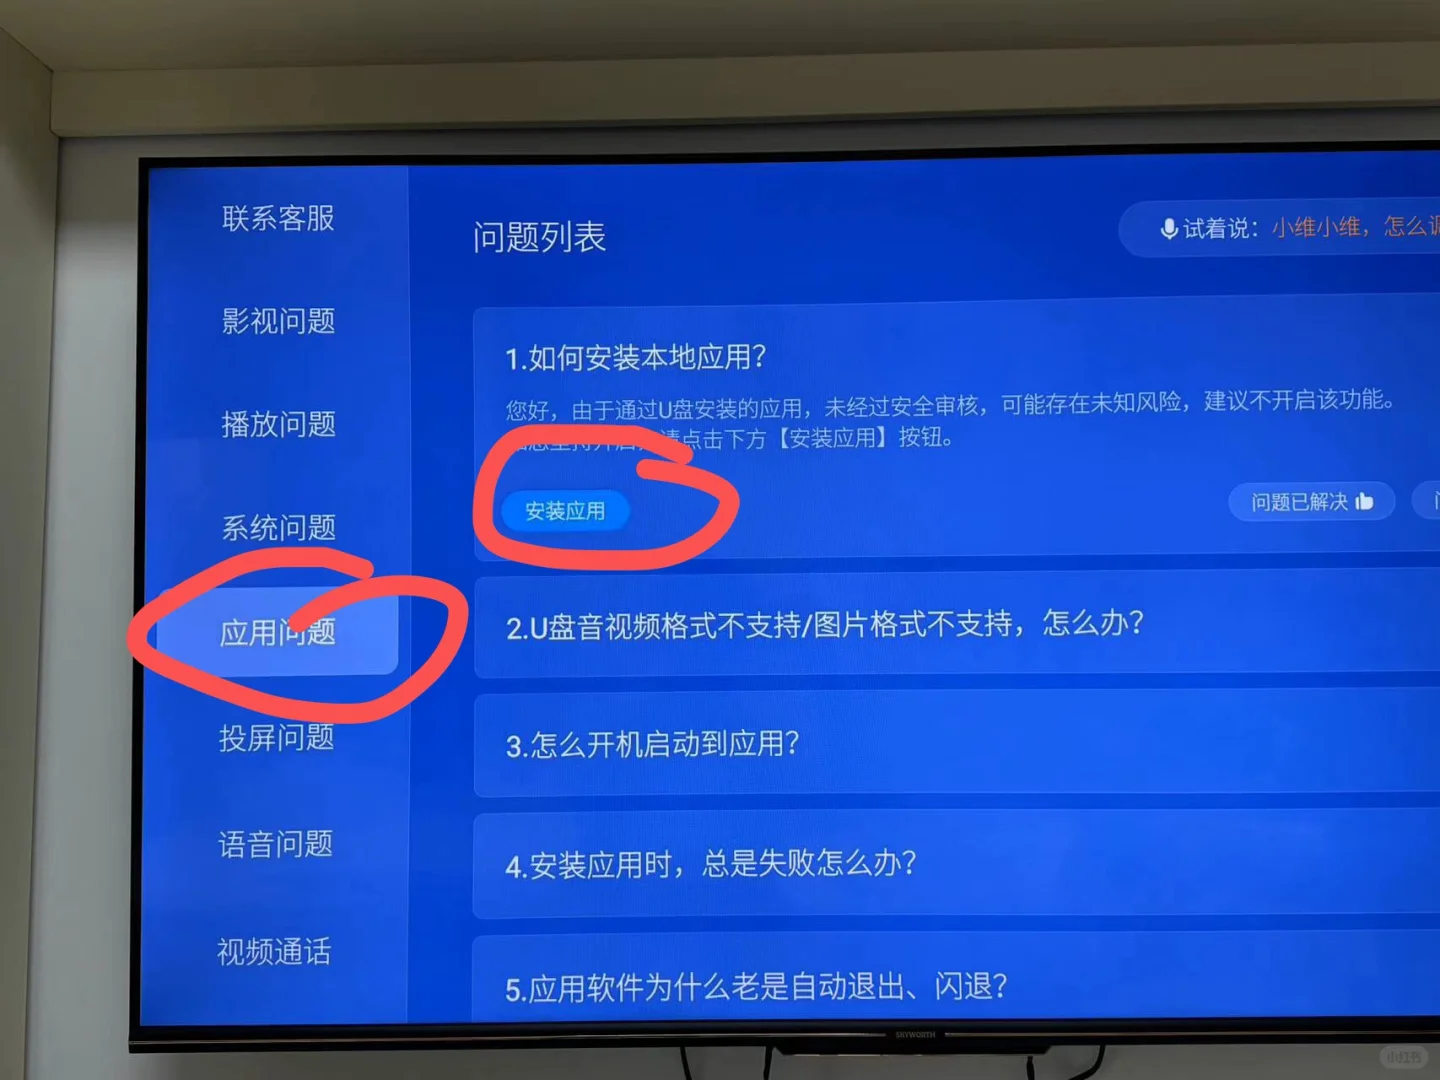 联系客服
影视问题
播放问题
系统问题
应用问题
投屏问题
语音问题
视频通话
问题列表
试着说：小维小维，怎么调
1.如何安装本地应用？
您好，由于通过U盘安装的应用，未经过安全审核，可能存在未知风险，建议不开启该功能。
请点击下方【安装应用】按钮。
安装应用
问题已解决
2.U盘音视频格式不支持/图片格式不支持，怎么办？
3.怎么开机启动到应用？
4.安装应用时，总是失败怎么办？
5.应用软件为什么老是自动退出、闪退？
SKYWORTH
小红书